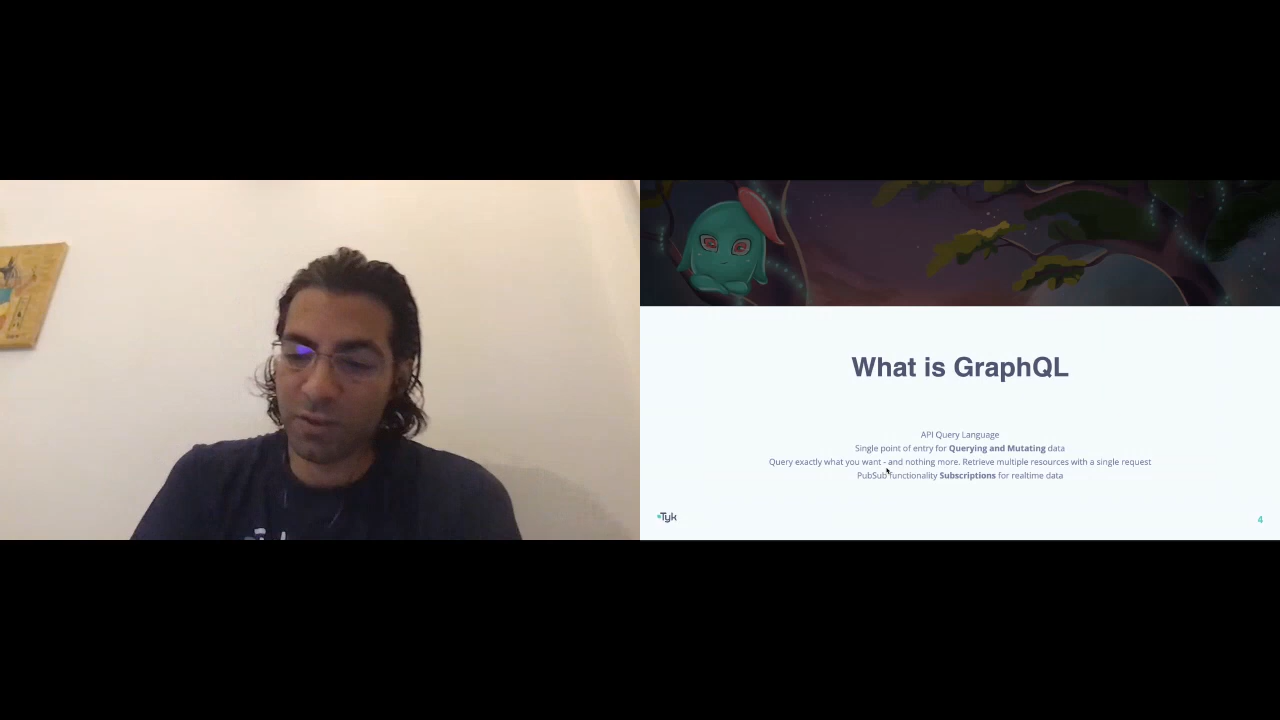 What is GraphQL
API Query Language
Single point of entry for Querying and Mutating data
Query exactly what you want - and nothing more. Retrieve multiple resources with a single request
PubSub functionality Subscriptions for realtime data
Tyk
4